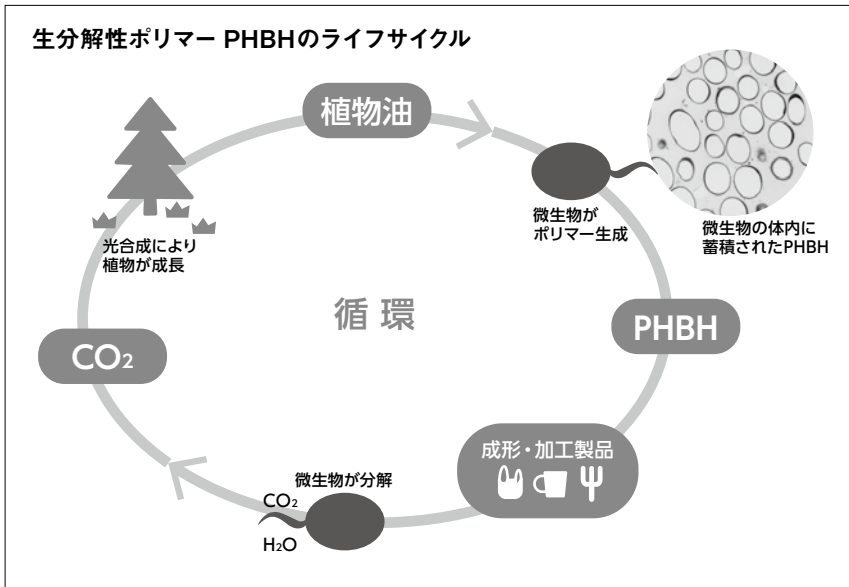 生分解性ポリマー PHBHのライフサイクル
植物油
微生物が
ポリマー生成
微生物の体内に
蓄積されたPHBH
光合成により
植物が成長
循環
PHBH
CO₂
成形・加工製品
微生物が分解
CO₂
H₂O